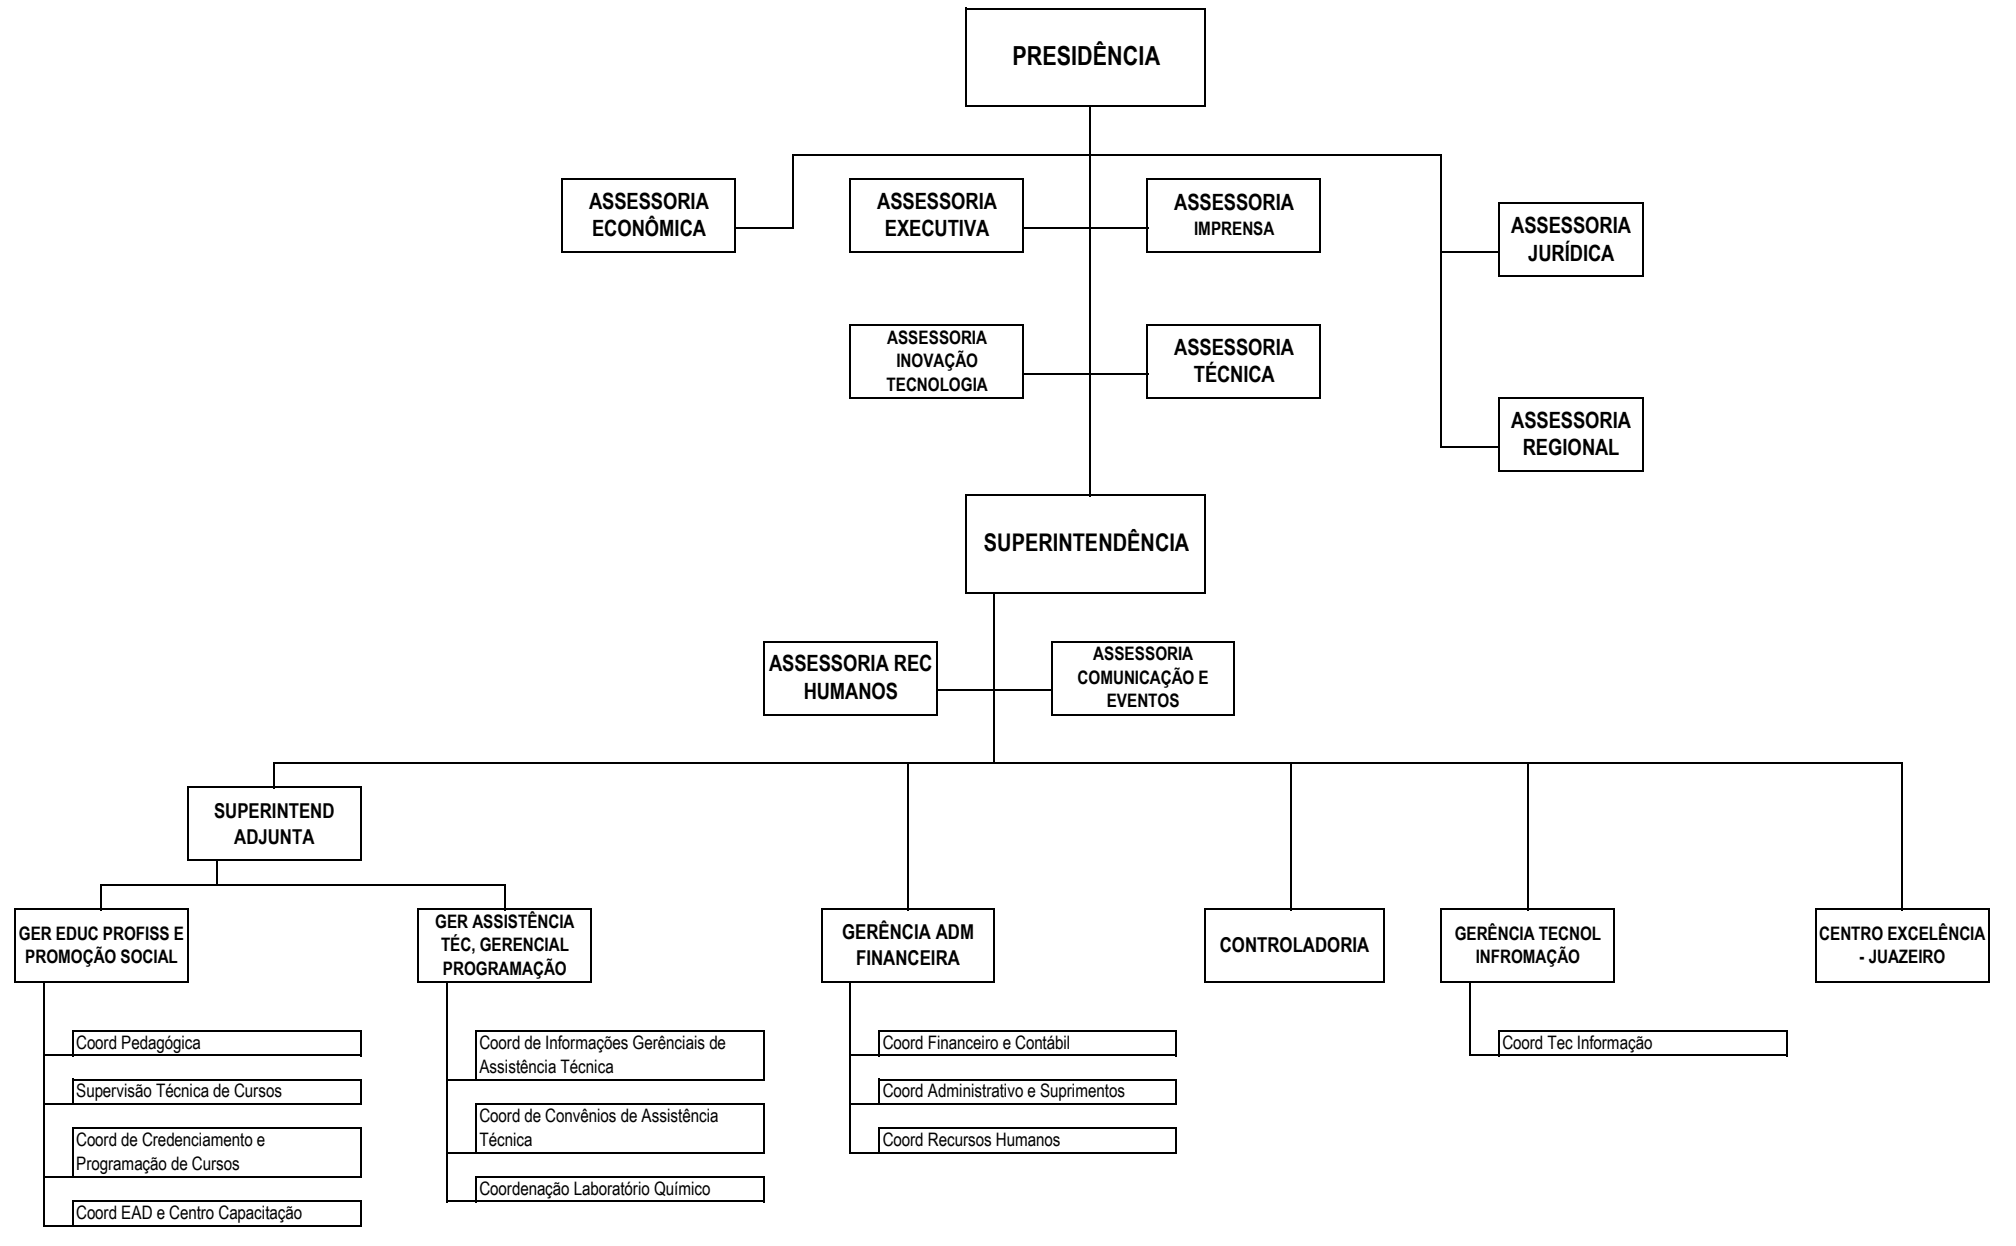 PRESIDÊNCIA
ASSESSORIA
ECONÔMICA
ASSESSORIA
EXECUTIVA
ASSESSORIA
IMPRENSA
ASSESSORIA
JURÍDICA
ASSESSORIA
INOVAÇÃO
TECNOLOGIA
ASSESSORIA
TÉCNICA
ASSESSORIA
REGIONAL
SUPERINTENDÊNCIA
ASSESSORIA REC
HUMANOS
ASSESSORIA
COMUNICAÇÃO E
EVENTOS
SUPERINTEND
ADJUNTA
GER EDUC PROFISS E
PROMOÇÃO SOCIAL
GER ASSISTÊNCIA
TÉC, GERENCIAL
PROGRAMAÇÃO
GERÊNCIA ADM
FINANCEIRA
CONTROLADORIA
GERÊNCIA TECNOL
INFROMAÇÃO
CENTRO EXCELÊNCIA
- JUAZEIRO
Coord Pedagógica
Supervisão Técnica de Cursos
Coord de Credenciamento e
Programação de Cursos
Coord EAD e Centro Capacitação
Coord de Informações Gerênciais de
Assistência Técnica
Coord de Convênios de Assistência
Técnica
Coordenação Laboratório Químico
Coord Financeiro e Contábil
Coord Administrativo e Suprimentos
Coord Recursos Humanos
Coord Tec Informação